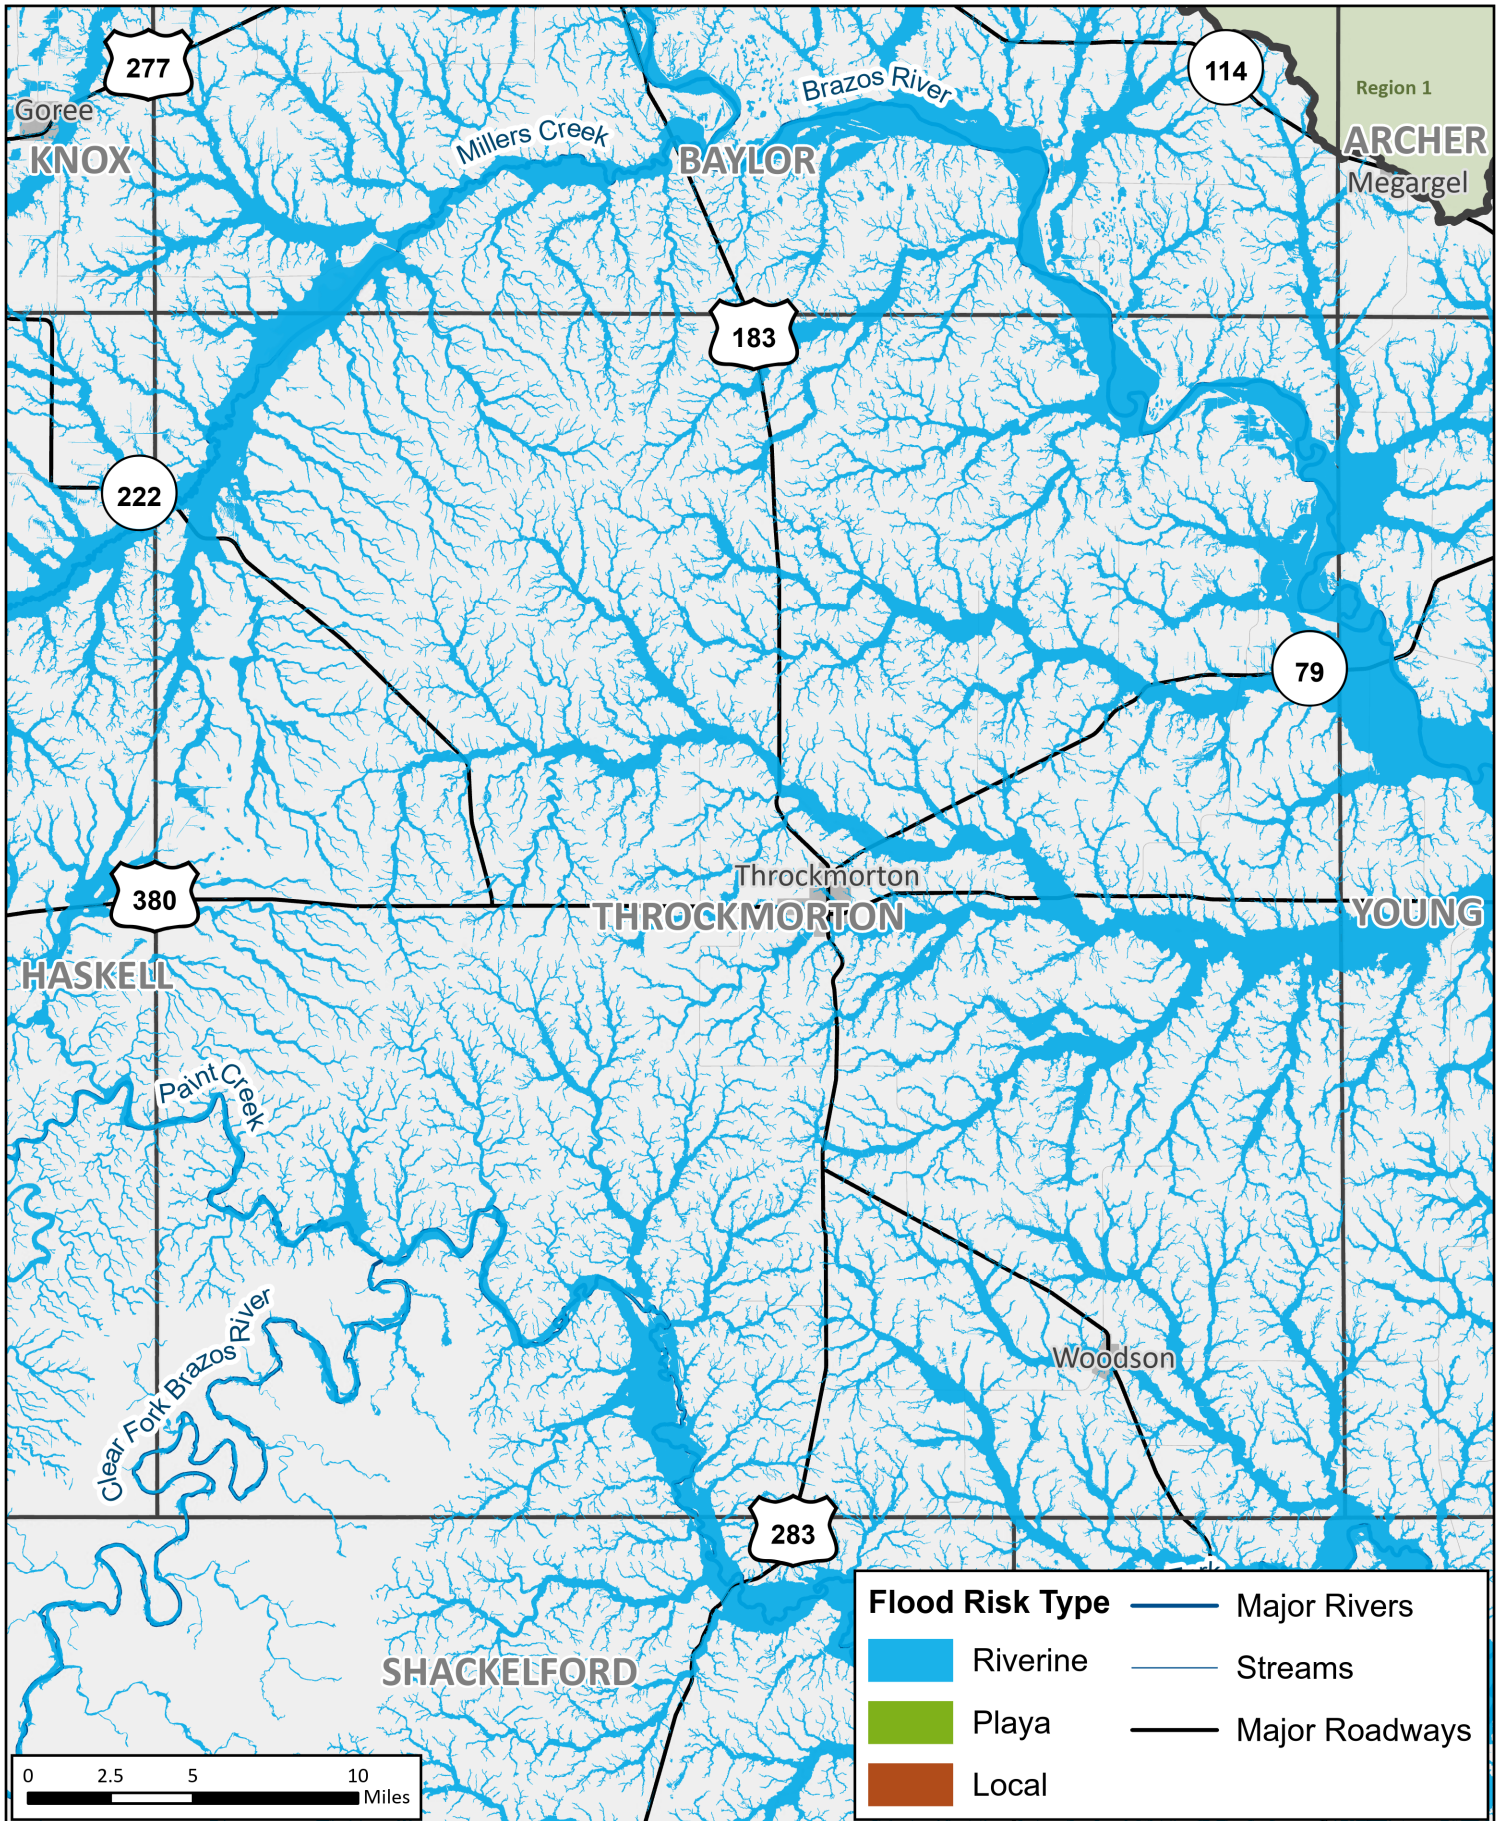 277
Goree
KNOX
Millers Creek
Brazos River
BAYLOR
114
Region 1
ARCHER
Megargel
183
222
79
Throckmorton
THROCKMORTON
380
YOUNG
HASKELL
Paint Creek
Clear Fork Brazos River
Woodson
283
SHACKELFORD
Flood Risk Type
Riverine
Playa
Local
Major Rivers
Streams
Major Roadways
0 2.5 5 10
Miles